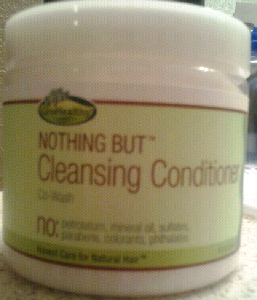 NOTHING BUT™
Cleansing Conditioner
Co-Wash
no: petrolatum, mineral oil, sulfates,
parabens, colorants, phthalates
Honest Care for Natural Hair™